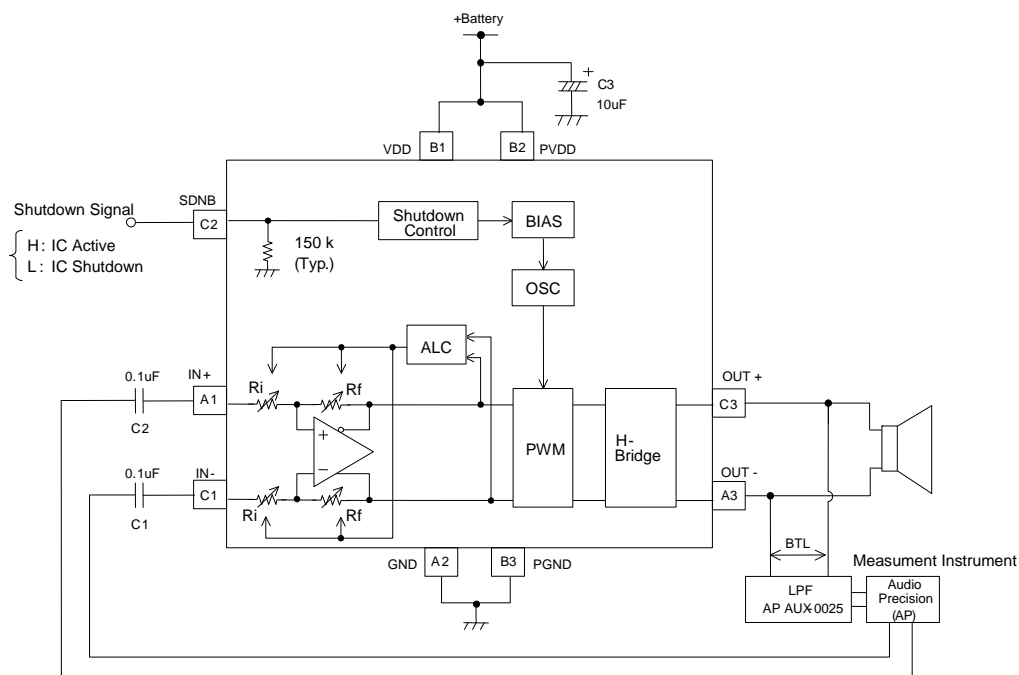 +Battery
+
C3
10uF
VDD
B1
B2
PVDD
SDNB
Shutdown Signal
C2
H: IC Active
L: IC Shutdown
150 k
(Typ.)
Shutdown
Control
BIAS
OSC
ALC
0.1uF
IN+
A1
C2
Ri
Rf
+
−
PWM
H-
Bridge
OUT +
C3
0.1uF
IN-
C1
C1
Ri
Rf
OUT -
A3
GND
A2
B3
PGND
BTL
Measument Instrument
LPF
AP AUX-0025
Audio
Precision
(AP)